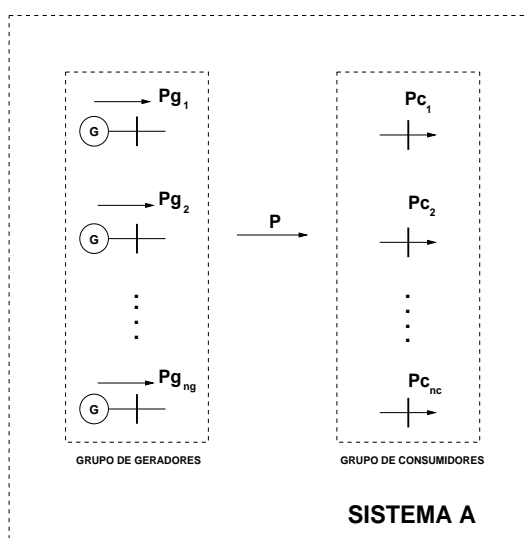 Pg1
G
Pg2
G
Pgng
G
GRUPO DE GERADORES
P
Pc1
Pc2
Pcnc
GRUPO DE CONSUMIDORES
SISTEMA A